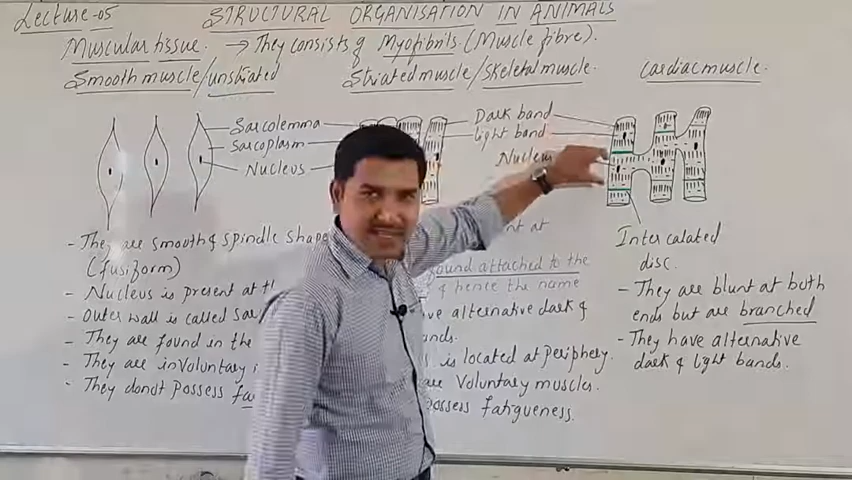 Lecture-05
STRUCTURAL ORGANISATION IN ANIMALS
Muscular tissue. → They consists of Myofibrils (Muscle fibre).
Smooth muscle/unstriated
Striated muscle/Skeletal muscle.
Cardiac muscle.
Sarcolemma
Sarcoplasm
Nucleus
Dark band
light band
Nucleus
Intercalated
disc.
- They are smooth & spindle shape
(fusiform)
- Nucleus is present at
- Outer wall is called
- They are found in the
- They are involuntary
- They donot Possess
at
found attached to the
& hence the name
alternative dark &
is located at periphery.
are Voluntary muscles.
fatigueness.
- They are blunt at both
ends but are branched
- They have alternative
dark & light bands.